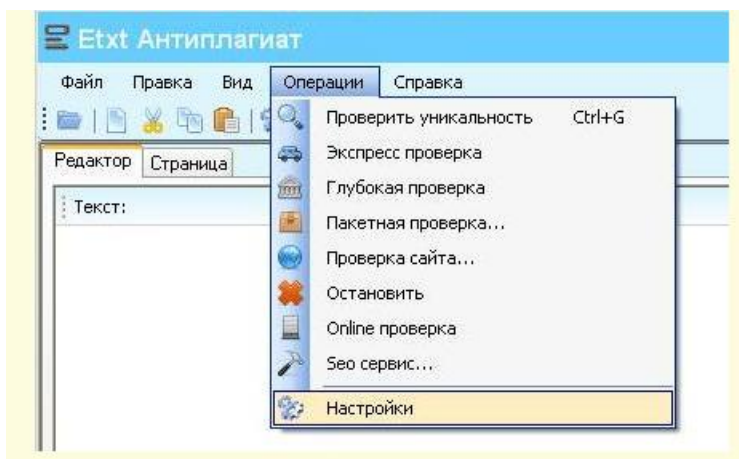 Etxt Антиплагиат
Файл Правка Вид Операции Справка
Проверить уникальность Ctrl+G
Экспресс проверка
Редактор Страница
Глубокая проверка
Текст:
Пакетная проверка...
Проверка сайта...
Остановить
Online проверка
Seo сервис...
Настройки